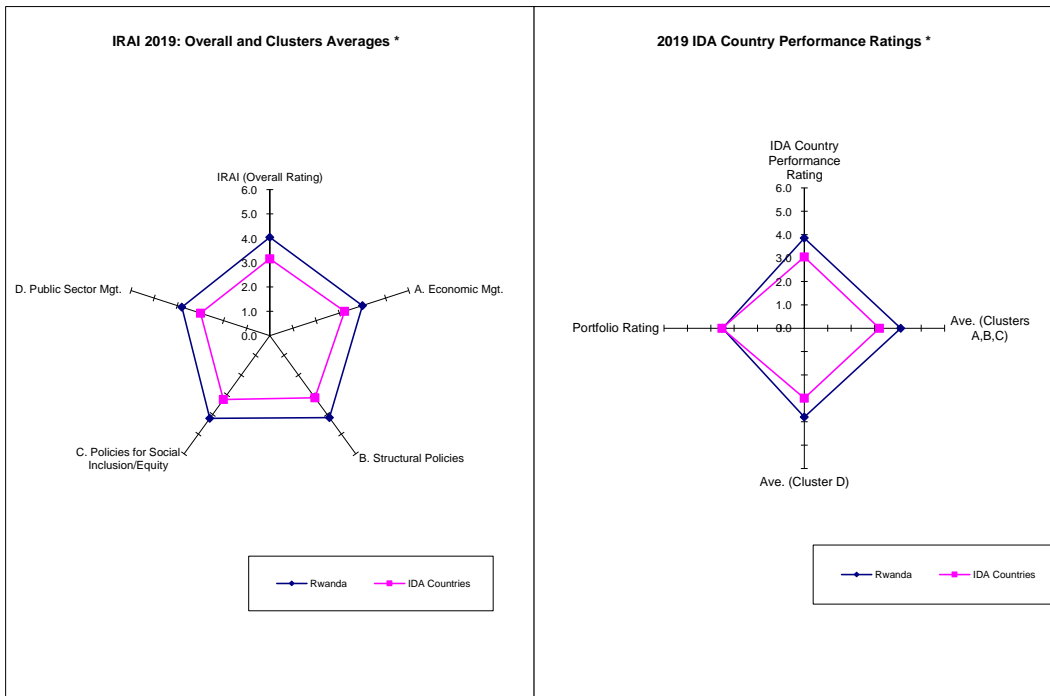 IRAI 2019: Overall and Clusters Averages *
IRAI (Overall Rating)
6.0
5.0
4.0
3.0
2.0
1.0
0.0
A. Economic Mgt.
B. Structural Policies
C. Policies for Social
Inclusion/Equity
D. Public Sector Mgt.
Rwanda
IDA Countries
2019 IDA Country Performance Ratings *
IDA Country
Performance
Rating
6.0
5.0
4.0
3.0
2.0
1.0
0.0
Ave. (Clusters
A,B,C)
Ave. (Cluster D)
Portfolio Rating
Rwanda
IDA Countries